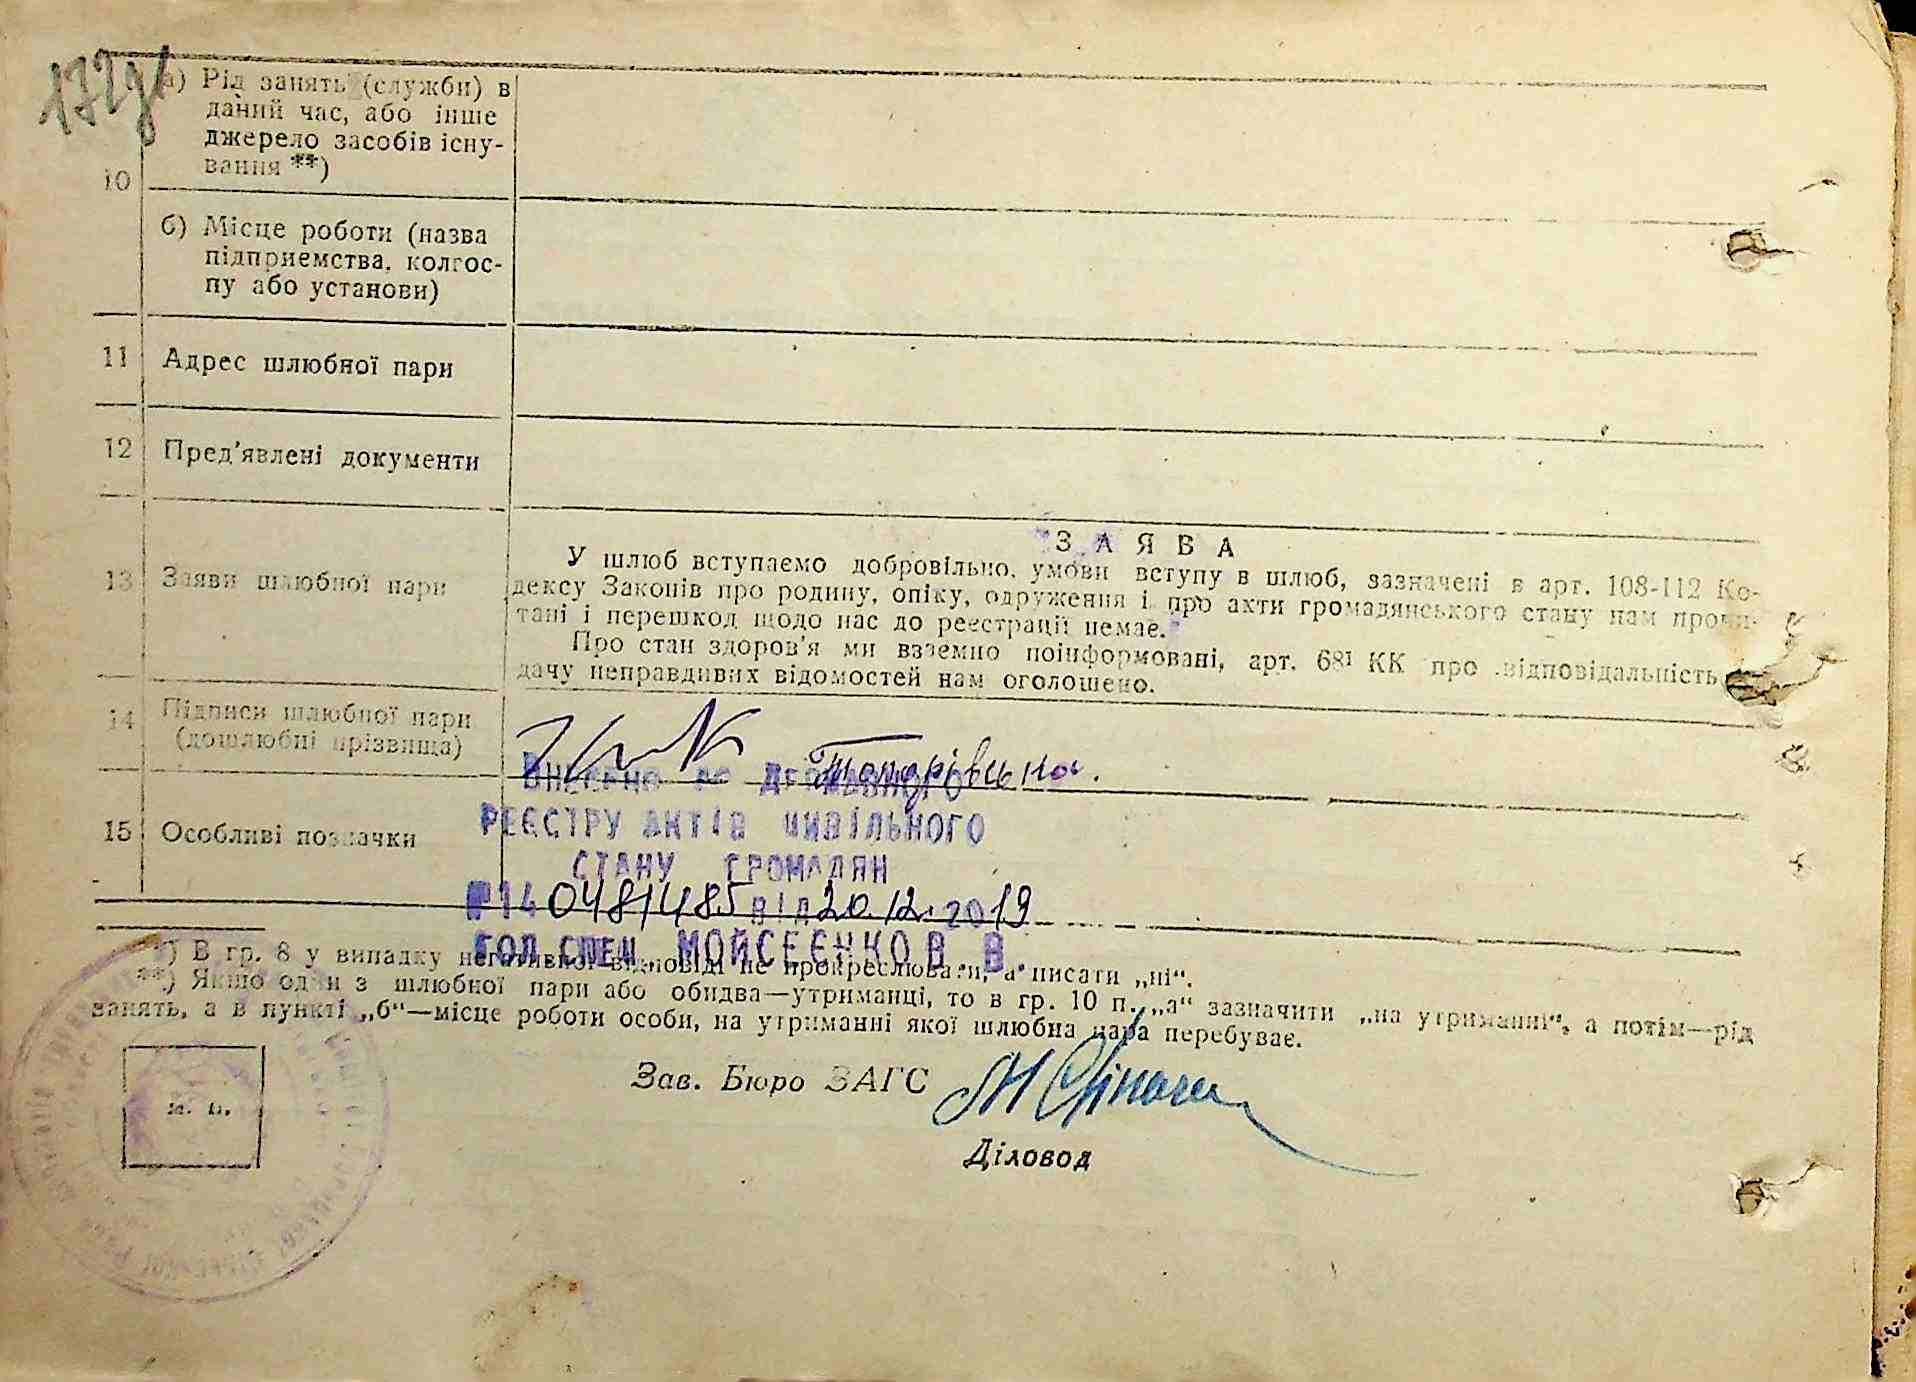 а) Рід занять (служби) в
даний час, або інше
джерело засобів існу-
вання **)
10
б) Місце роботи (назва
підприємства, колгос-
пу або установи)
11 Адрес шлюбної пари
12 Пред'явлені документи
ЗАЯВА
13 Заяви шлюбної пари
У шлюб вступаємо добровільно, умови вступу в шлюб, зазначені в арт. 108-112 Ко-
дексу Законів про родину, опіку, одруження і про акти громадянського стану нам прочи-
тані і перешкод щодо нас до реєстрації немає.
Про стан здоров'я ми взаємно поінформовані, арт. 68¹ КК про відповідальність
дачу неправдивих відомостей нам оголошено.
14 Підписи шлюбної пари
(дошлюбні прізвища)
ВНЕСЕНО ДО ДЕРЖАВНОГО
РЕЄСТРУ АКТІВ ЦИВІЛЬНОГО
15 Особливі позначки
СТАНУ ГРОМАДЯН
№140481485 від 20.12.2019
ГОЛ.СПЕЦ. МОЙСЕЄНКО В. В.
*) В гр. 8 у випадку негативної відповіді не прокреслювати, а писати „ні“.
**) Якщо один з шлюбної пари або обидва—утриманці, то в гр. 10 п. „а“ зазначити „на утриманні“, а потім—рід
занять, а в пункті „б“—місце роботи особи, на утриманні якої шлюбна пара перебуває.
Зав. Бюро ЗАГС
М. П.
Діловод